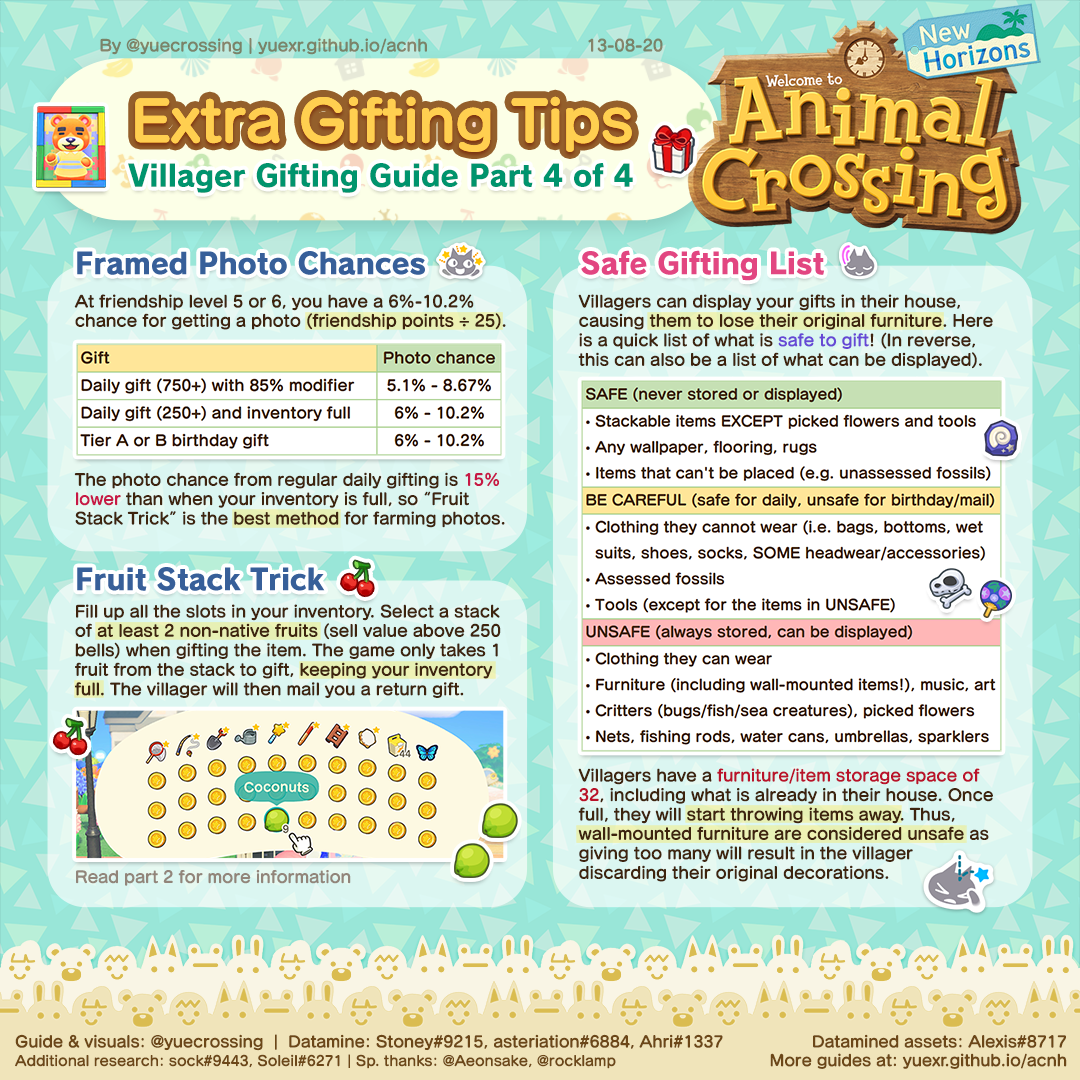 By @yuecrossing | yuexr.github.io/acnh
13-08-20
New
Horizons
Welcome to
Animal
Crossing
Extra Gifting Tips
Villager Gifting Guide Part 4 of 4
Framed Photo Chances
At friendship level 5 or 6, you have a 6%-10.2%
chance for getting a photo (friendship points ÷ 25).
Gift Photo chance
Daily gift (750+) with 85% modifier 5.1% - 8.67%
Daily gift (250+) and inventory full 6% - 10.2%
Tier A or B birthday gift 6% - 10.2%
The photo chance from regular daily gifting is 15%
lower than when your inventory is full, so “Fruit
Stack Trick” is the best method for farming photos.
Fruit Stack Trick
Fill up all the slots in your inventory. Select a stack
of at least 2 non-native fruits (sell value above 250
bells) when gifting the item. The game only takes 1
fruit from the stack to gift, keeping your inventory
full. The villager will then mail you a return gift.
44
Coconuts
9
Read part 2 for more information
Safe Gifting List
Villagers can display your gifts in their house,
causing them to lose their original furniture. Here
is a quick list of what is safe to gift! (In reverse,
this can also be a list of what can be displayed).
SAFE (never stored or displayed)
• Stackable items EXCEPT picked flowers and tools
• Any wallpaper, flooring, rugs
• Items that can't be placed (e.g. unassessed fossils)
BE CAREFUL (safe for daily, unsafe for birthday/mail)
• Clothing they cannot wear (i.e. bags, bottoms, wet
suits, shoes, socks, SOME headwear/accessories)
• Assessed fossils
• Tools (except for the items in UNSAFE)
UNSAFE (always stored, can be displayed)
• Clothing they can wear
• Furniture (including wall-mounted items!), music, art
• Critters (bugs/fish/sea creatures), picked flowers
• Nets, fishing rods, water cans, umbrellas, sparklers
Villagers have a furniture/item storage space of
32, including what is already in their house. Once
full, they will start throwing items away. Thus,
wall-mounted furniture are considered unsafe as
giving too many will result in the villager
discarding their original decorations.
Guide & visuals: @yuecrossing | Datamine: Stoney#9215, asteriation#6884, Ahri#1337
Additional research: sock#9443, Soleil#6271 | Sp. thanks: @Aeonsake, @rocklamp
Datamined assets: Alexis#8717
More guides at: yuexr.github.io/acnh